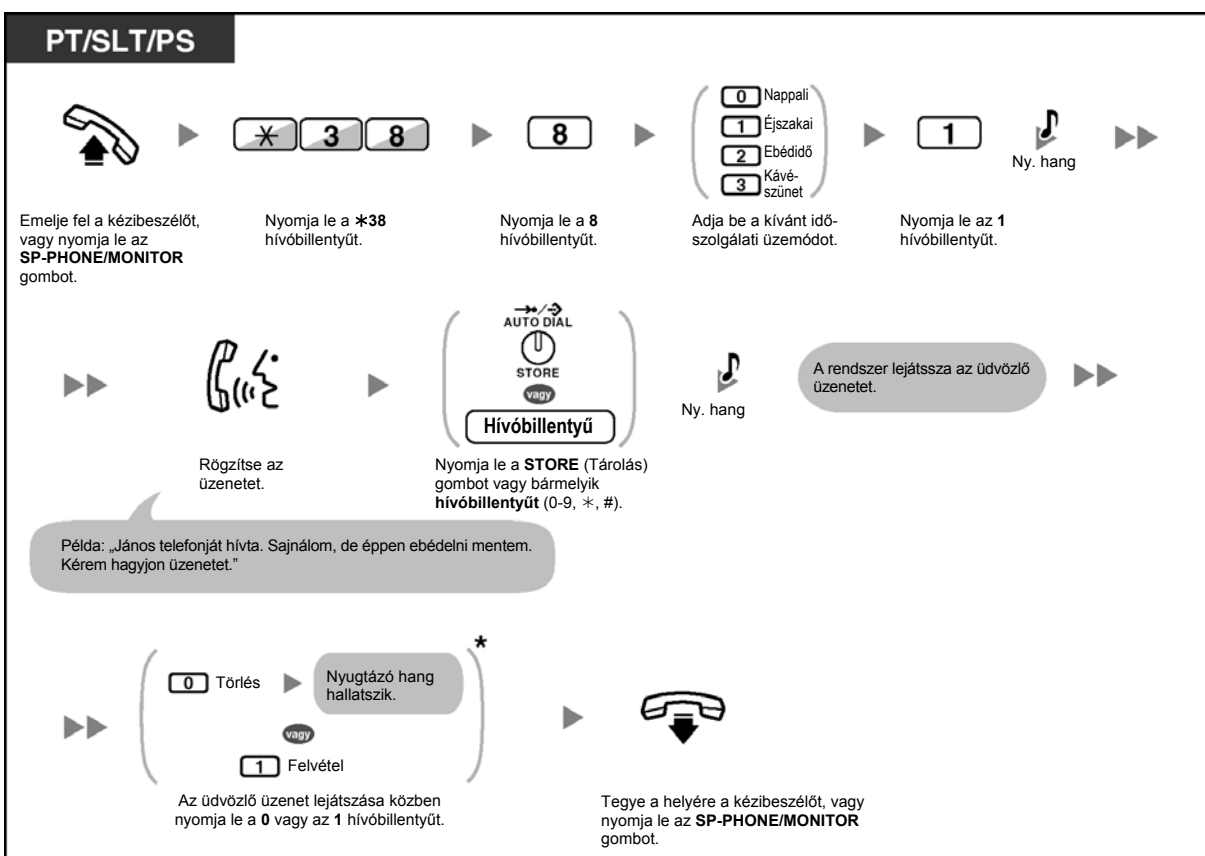 PT/SLT/PS
✳ 3 8
8
0 Nappali
1 Éjszakai
2 Ebédidő
3 Kávé-
szünet
1
Ny. hang
Emelje fel a kézibeszélőt,
vagy nyomja le az
SP-PHONE/MONITOR
gombot.
Nyomja le a ✳38
hívóbillentyűt.
Nyomja le a 8
hívóbillentyűt.
Adja be a kívánt idő-
szolgálati üzemódot.
Nyomja le az 1
hívóbillentyűt.
AUTO DIAL
STORE
vagy
Hívóbillentyű
Ny. hang
A rendszer lejátssza az üdvözlő
üzenetet.
Rögzítse az
üzenetet.
Nyomja le a STORE (Tárolás)
gombot vagy bármelyik
hívóbillentyűt (0-9, ✳, #).
Példa: „János telefonját hívta. Sajnálom, de éppen ebédelni mentem.
Kérem hagyjon üzenetet.”
0 Törlés
Nyugtázó hang
hallatszik.
*
vagy
1 Felvétel
Az üdvözlő üzenet lejátszása közben
nyomja le a 0 vagy az 1 hívóbillentyűt.
Tegye a helyére a kézibeszélőt, vagy
nyomja le az SP-PHONE/MONITOR
gombot.